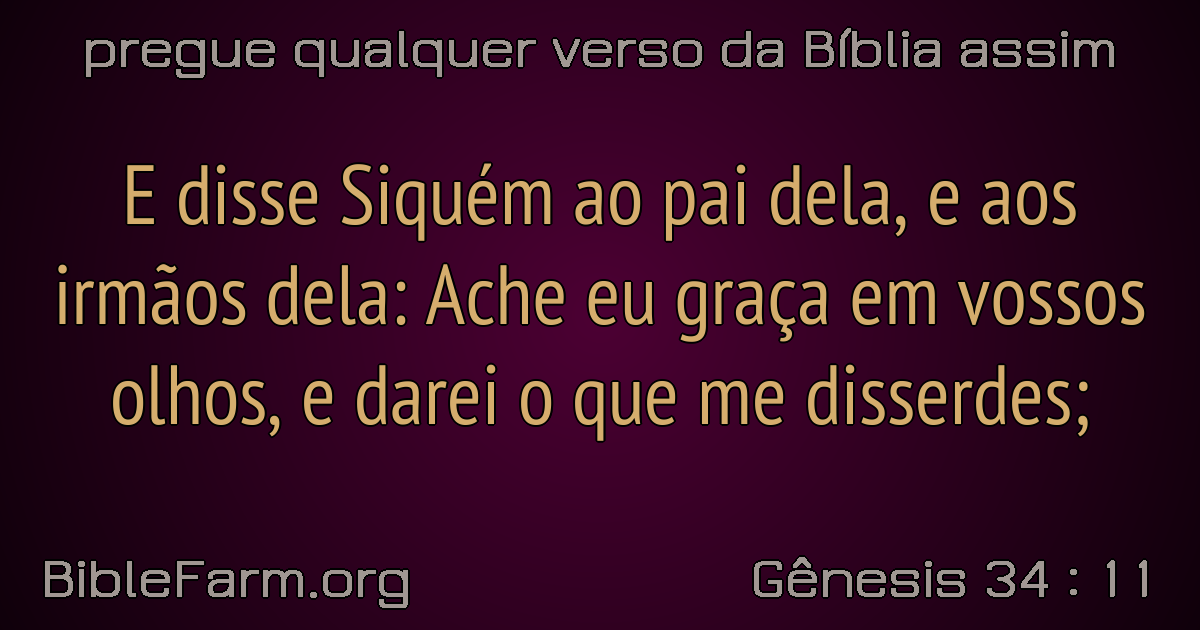 pregue qualquer verso da Bíblia assim
E disse Siquém ao pai dela, e aos
irmãos dela: Ache eu graça em vossos
olhos, e darei o que me disserdes;
BibleFarm.org
Gênesis 34 : 11